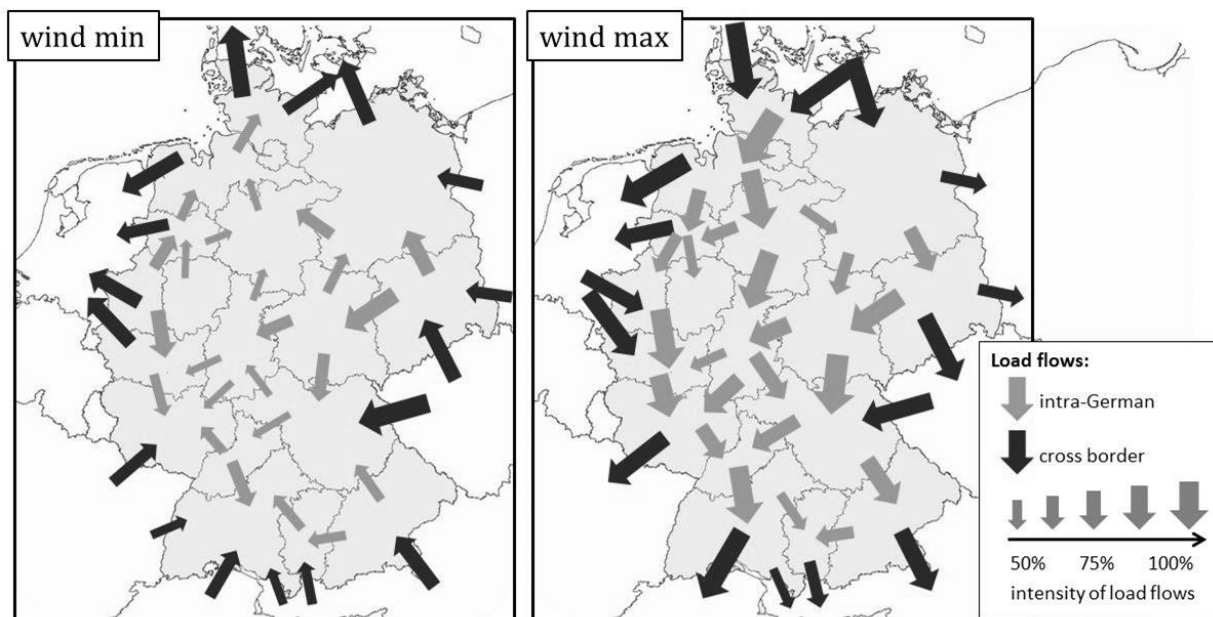 wind min
wind max
Load flows:
intra-German
cross border
50% 75% 100%
intensity of load flows